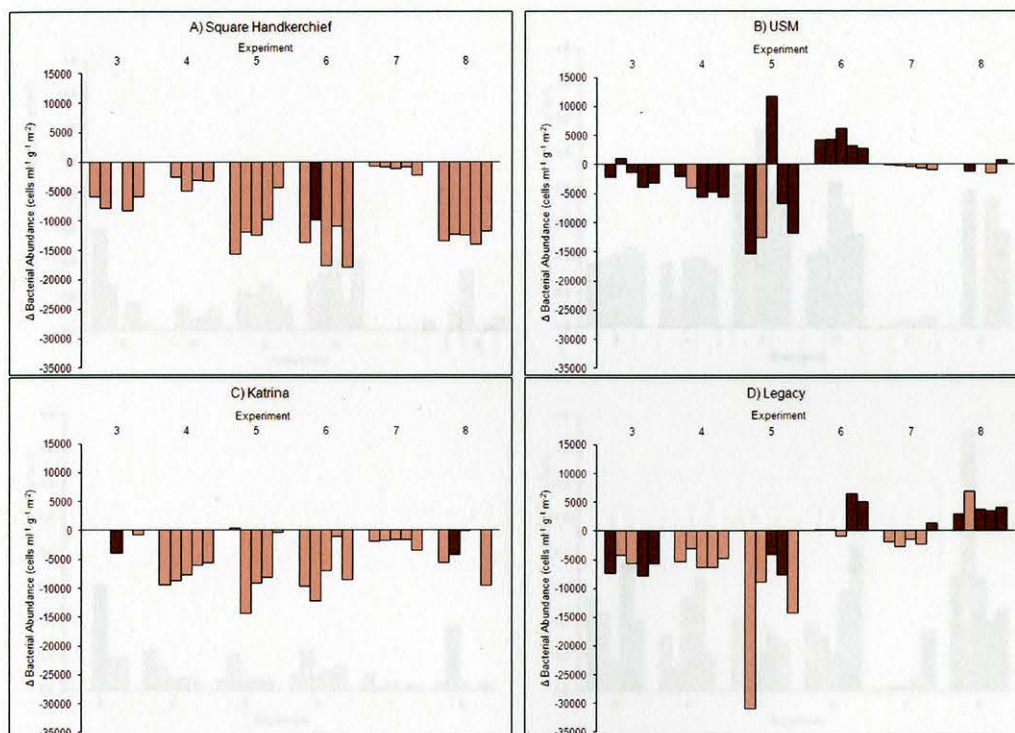 A) Square Handkerchief
Experiment
3 4 5 6 7 8
15000
10000
5000
0
-5000
-10000
-15000
-20000
-25000
-30000
-35000
Δ Bacterial Abundance (cells ml⁻¹ g⁻¹ m⁻²)
B) USM
Experiment
3 4 5 6 7 8
15000
10000
5000
0
-5000
-10000
-15000
-20000
-25000
-30000
-35000
Δ Bacterial Abundance (cells ml⁻¹ g⁻¹ m⁻²)
C) Katrina
Experiment
3 4 5 6 7 8
15000
10000
5000
0
-5000
-10000
-15000
-20000
-25000
-30000
-35000
Δ Bacterial Abundance (cells ml⁻¹ g⁻¹ m⁻²)
D) Legacy
Experiment
3 4 5 6 7 8
15000
10000
5000
0
-5000
-10000
-15000
-20000
-25000
-30000
-35000
Δ Bacterial Abundance (cells ml⁻¹ g⁻¹ m⁻²)